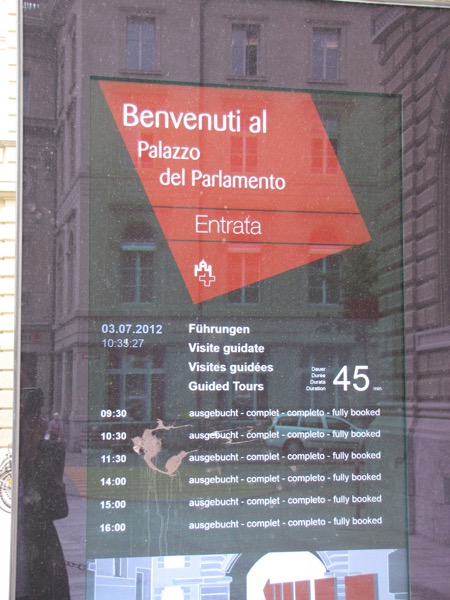 Benvenuti al
Palazzo
del Parlamento
Entrata
03.07.2012 Führungen
10:35:27 Visite guidate
Visites guidées
Guided Tours
Dauer
Durée
Durata
Duration
45 min
09:30 ausgebucht - complet - completo - fully booked
10:30 ausgebucht - complet - completo - fully booked
11:30 ausgebucht - complet - completo - fully booked
14:00 ausgebucht - complet - completo - fully booked
15:00 ausgebucht - complet - completo - fully booked
16:00 ausgebucht - complet - completo - fully booked